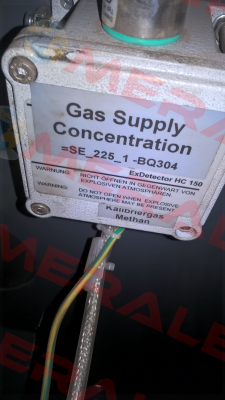 Gas Supply
Concentration
=SE_225_1 -BQ304
ExDetector HC 150
WARNUNG: NICHT ÖFFNEN IN GEGENWART VON
EXPLOSIVEN ATMOSPHÄREN
WARNING: DO NOT OPEN WHEN EXPLOSIVE
ATMOSPHERE MAY BE PRESENT
Kalibriergas
Methan